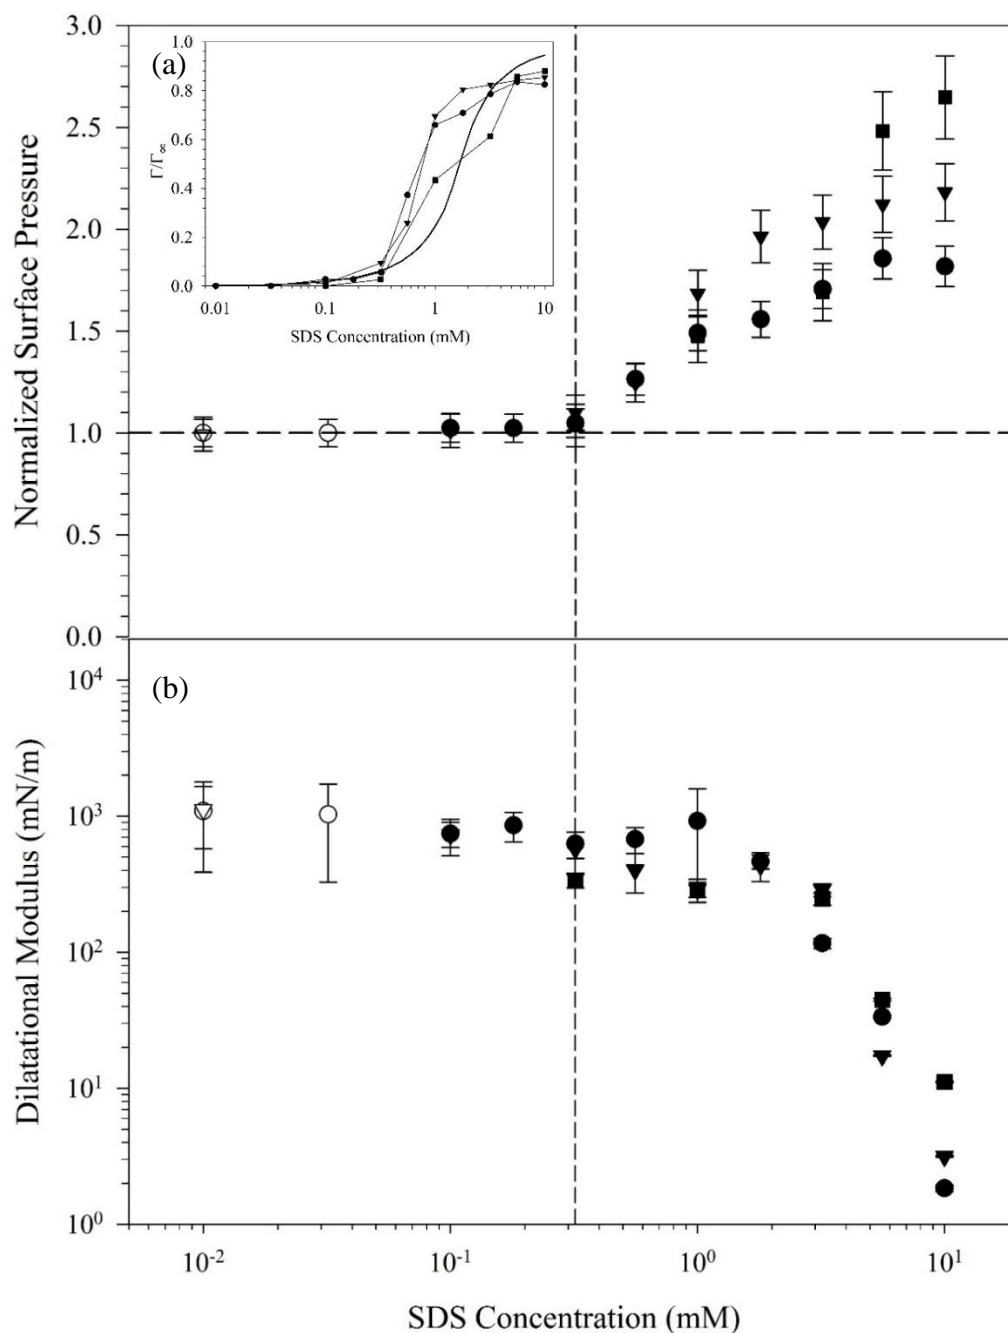 3.0
2.5
2.0
1.5
1.0
0.5
0.0
Normalized Surface Pressure
(a)
1.0
0.8
0.6
0.4
0.2
0.0
Γ/Γ∞
0.01 0.1 1 10
SDS Concentration (mM)
(b)
10⁴
10³
10²
10¹
10⁰
Dilatational Modulus (mN/m)
10⁻² 10⁻¹ 10⁰ 10¹
SDS Concentration (mM)